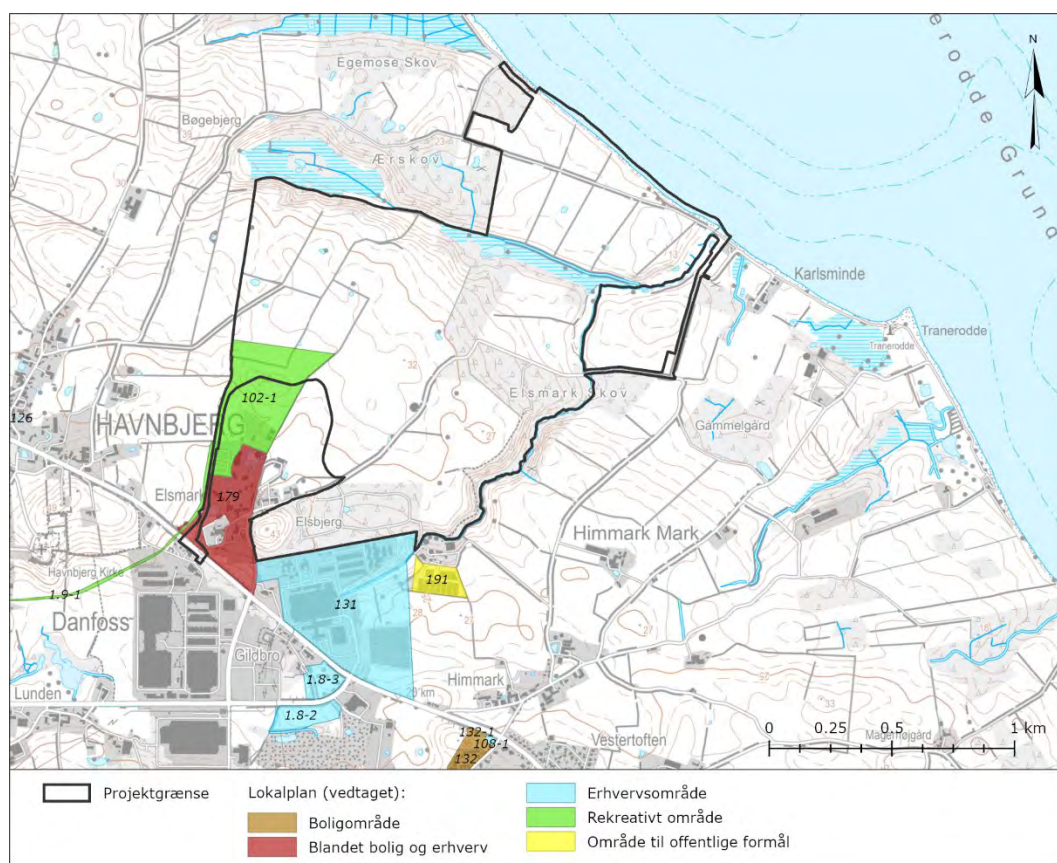 Egemose Skov
N
erodde Grund
Bøgebjerg
Ærskov
Karlsminde
Tranerodde
Tranerodde
Elsmark Skov
102-1
126
HAVNBJERG
Gammelgård
Elsmark
179
Elsbjerg
Himmark Mark
Havnbjerg Kirke
191
1.9-1
131
Danfoss
Gildbro
1.8-3
Himmark
Lunden
1.8-2
132-1
108-1
132
Vestertoften
Magerhøjgård
0 0.25 0.5 1 km
Projektgrænse
Lokalplan (vedtaget):
Boligområde
Blandet bolig og erhverv
Erhvervsområde
Rekreativt område
Område til offentlige formål